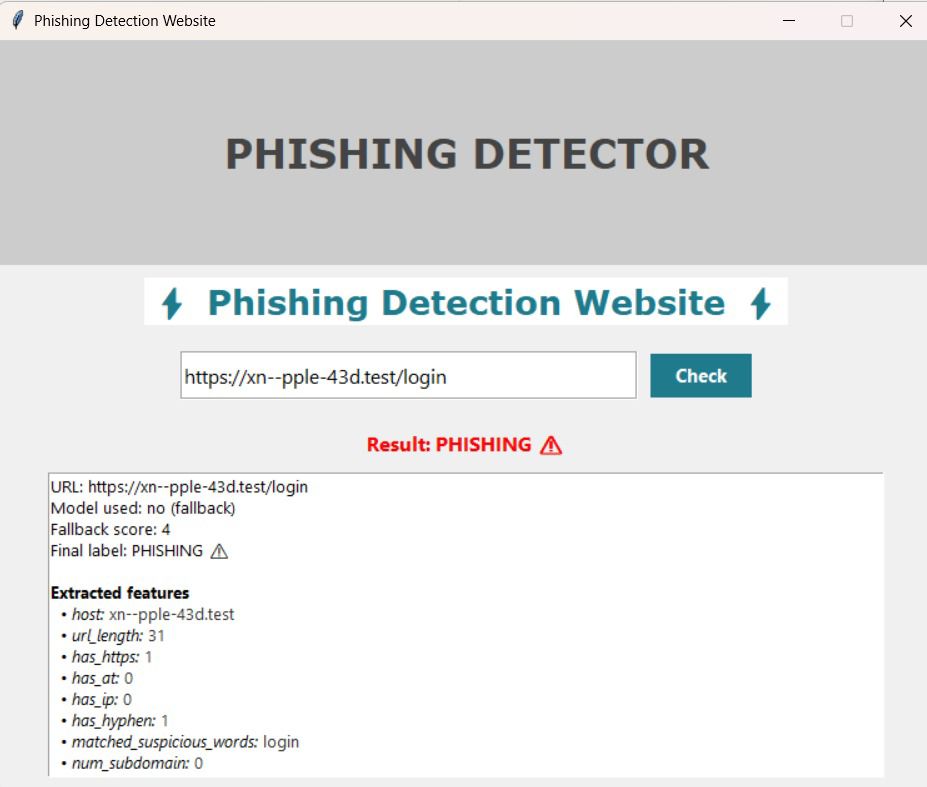 Phishing Detection Website
PHISHING DETECTOR
⚡ Phishing Detection Website ⚡
https://xn--pple-43d.test/login
Check
Result: PHISHING ⚠
URL: https://xn--pple-43d.test/login
Model used: no (fallback)
Fallback score: 4
Final label: PHISHING ⚠
Extracted features
• host: xn--pple-43d.test
• url_length: 31
• has_https: 1
• has_at: 0
• has_ip: 0
• has_hyphen: 1
• matched_suspicious_words: login
• num_subdomain: 0